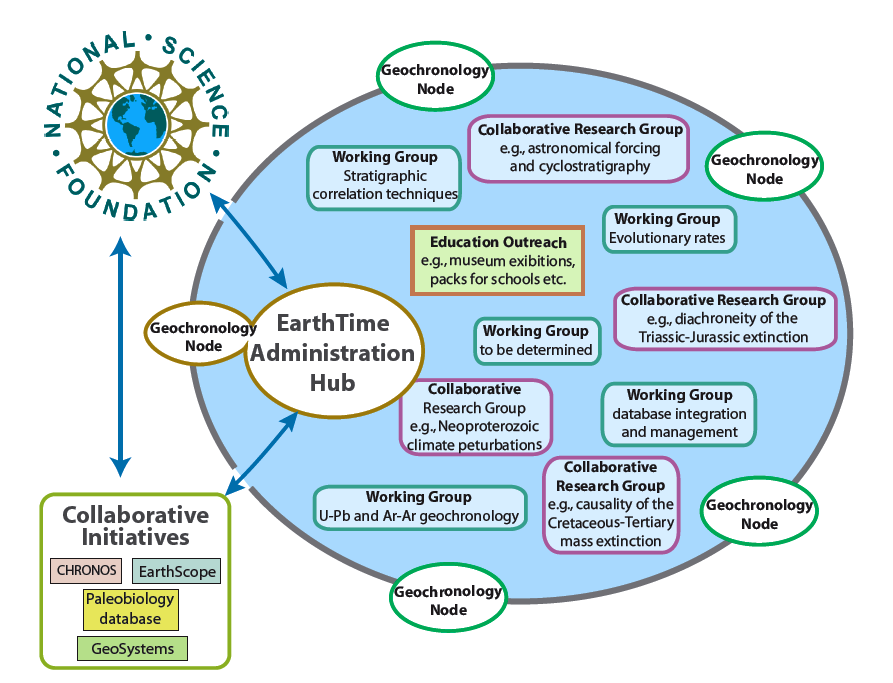 NATIONAL • SCIENCE
• FOUNDATION •
Geochronology
Node
Collaborative Research Group
e.g., astronomical forcing
and cyclostratigraphy
Geochronology
Node
Working Group
Stratigraphic
correlation techniques
Working Group
Evolutionary rates
Education Outreach
e.g., museum exibitions,
packs for schools etc.
Collaborative Research Group
e.g., diachroneity of the
Triassic-Jurassic extinction
Geochronology
Node
EarthTime
Administration
Hub
Working Group
to be determined
Collaborative
Research Group
e.g., Neoproterozoic
climate peturbations
Working Group
database integration
and management
Collaborative
Research Group
e.g., causality of the
Cretaceous-Tertiary
mass extinction
Working Group
U-Pb and Ar-Ar geochronology
Geochronology
Node
Geochronology
Node
Collaborative
Initiatives
CHRONOS
EarthScope
Paleobiology
database
GeoSystems